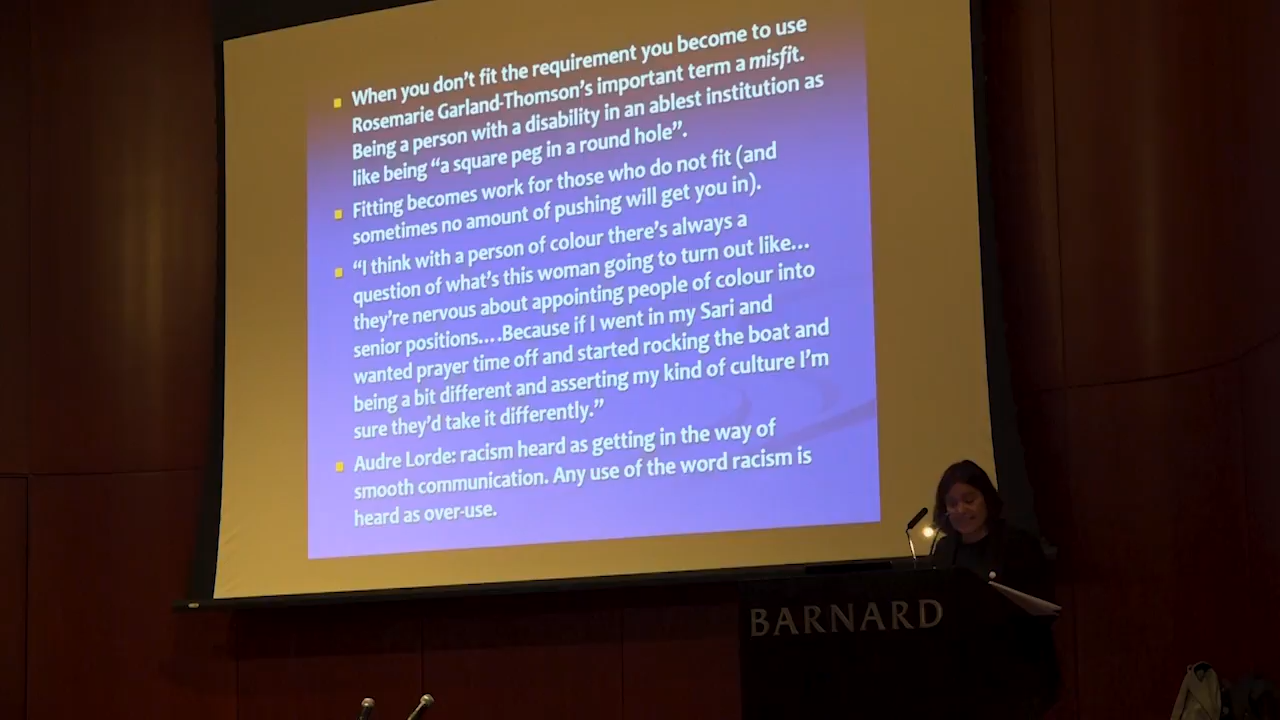 When you don't fit the requirement you become to use
Rosemarie Garland-Thomson's important term a misfit.
Being a person with a disability in an ablest institution as
like being “a square peg in a round hole”.
Fitting becomes work for those who do not fit (and
sometimes no amount of pushing will get you in).
“I think with a person of colour there's always a
question of what's this woman going to turn out like…
they're nervous about appointing people of colour into
senior positions….Because if I went in my Sari and
wanted prayer time off and started rocking the boat and
being a bit different and asserting my kind of culture I'm
sure they'd take it differently.”
Audre Lorde: racism heard as getting in the way of
smooth communication. Any use of the word racism is
heard as over-use.
BARNARD